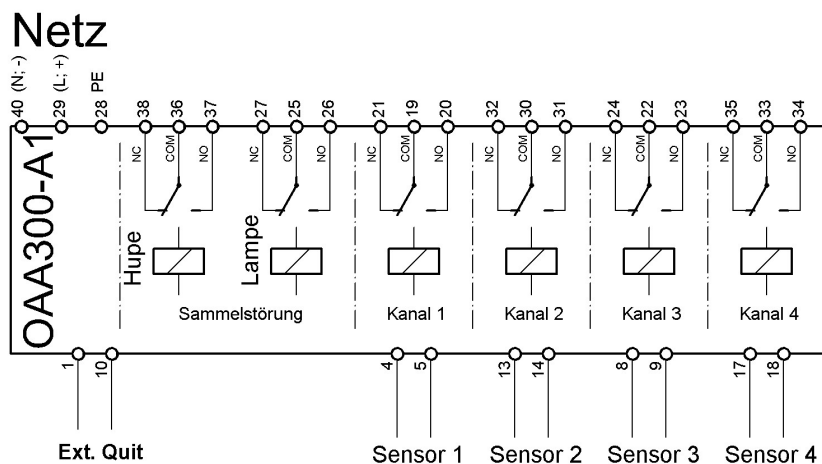 Netz
40 (N; -)
29 (L; +)
28 PE
38
36
37
27
25
26
21
19
20
32
30
31
24
22
23
35
33
34
NC COM NO
NC COM NO
NC COM NO
NC COM NO
NC COM NO
NC COM NO
OAA300-A1
Hupe
Lampe
Sammelstörung
Kanal 1
Kanal 2
Kanal 3
Kanal 4
1
10
4
5
13
14
8
9
17
18
Ext. Quit
Sensor 1
Sensor 2
Sensor 3
Sensor 4